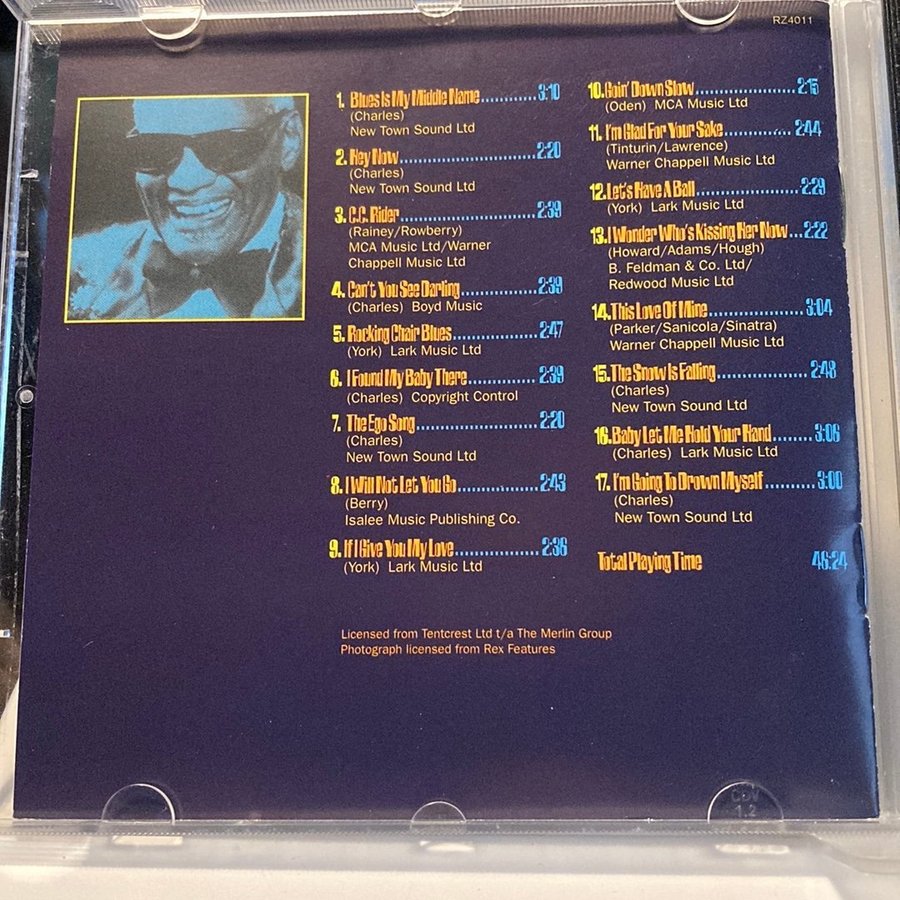 RZ4011
1. Blues Is My Middle Name............3:10
(Charles)
New Town Sound Ltd
2. Hey Now....................2:20
(Charles)
New Town Sound Ltd
3. C.C. Rider....................2:39
(Rainey/Rowberry)
MCA Music Ltd/Warner
Chappell Music Ltd
4. Can't You See Darling...............2:39
(Charles) Boyd Music
5. Rocking Chair Blues................2:47
(York) Lark Music Ltd
6. I Found My Baby There..............2:39
(Charles) Copyright Control
7. The Ego Song....................2:20
(Charles)
New Town Sound Ltd
8. I Will Not Let You Go................2:43
(Berry)
Isalee Music Publishing Co.
9. If I Give You My Love................2:36
(York) Lark Music Ltd
10. Goin' Down Slow...................2:15
(Oden) MCA Music Ltd
11. I'm Glad For Your Sake.............2:44
(Tinturin/Lawrence)
Warner Chappell Music Ltd
12. Let's Have A Ball...................2:29
(York) Lark Music Ltd
13. I Wonder Who's Kissing Her Now...2:22
(Howard/Adams/Hough)
B. Feldman & Co. Ltd/
Redwood Music Ltd
14. This Love Of Mine..................3:04
(Parker/Sanicola/Sinatra)
Warner Chappell Music Ltd
15. The Snow Is Falling..................2:48
(Charles)
New Town Sound Ltd
16. Baby Let Me Hold Your Hand........3:06
(Charles) Lark Music Ltd
17. I'm Going To Drown Myself..........3:00
(Charles)
New Town Sound Ltd
Total Playing Time 46:24
Licensed from Tentcrest Ltd t/a The Merlin Group
Photograph licensed from Rex Features